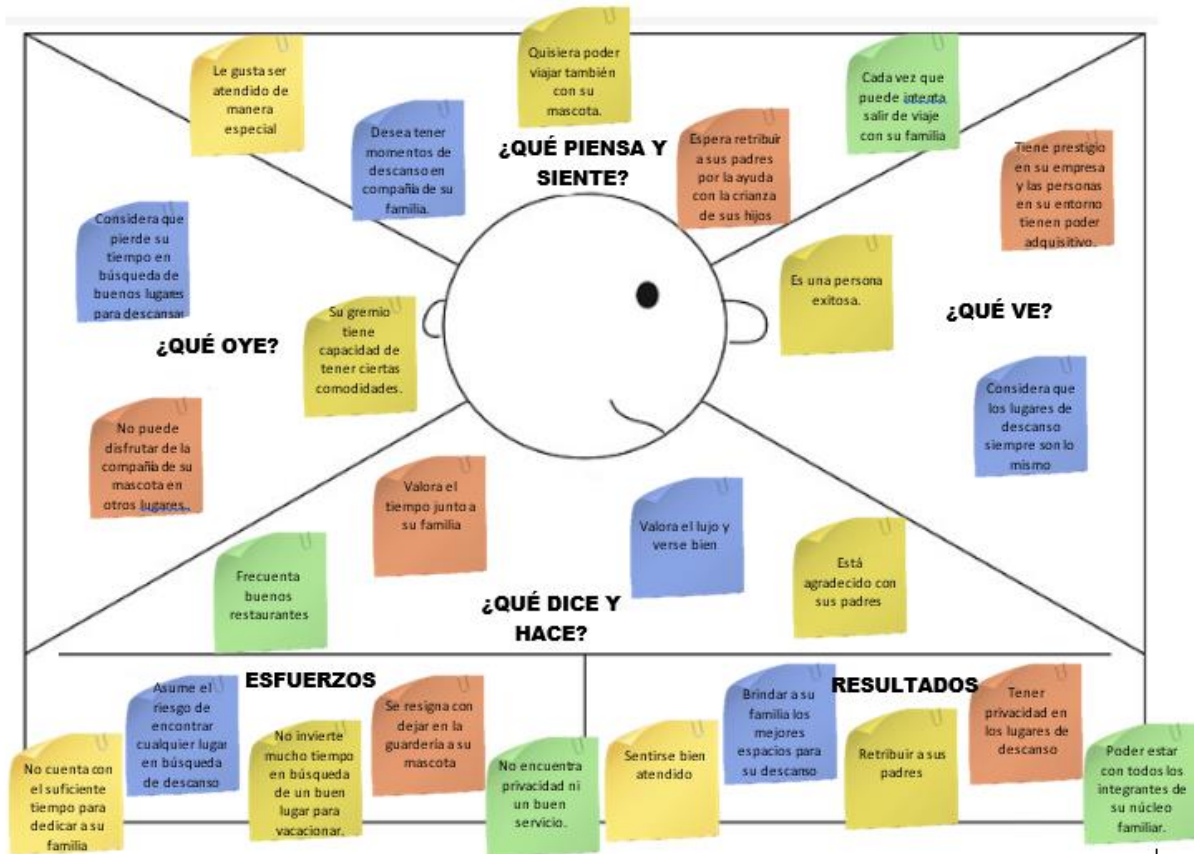 Le gusta ser
atendido de
manera
especial
Desea tener
momentos de
descanso en
compañía de su
familia.
Quisiera poder
viajar también
con su
mascota.
¿QUÉ PIENSA Y
SIENTE?
Espera retribuir
a sus padres
por la ayuda
con la crianza
de sus hijos
Cada vez que
puede intenta
salir de viaje
con su familia
Considera que
pierde su
tiempo en
búsqueda de
buenos lugares
para descansar
¿QUÉ OYE?
Su gremio
tiene
capacidad de
tener ciertas
comodidades.
No puede
disfrutar de la
compañía de su
mascota en
otros lugares.
Tiene prestigio
en su empresa
y las personas
en su entorno
tienen poder
adquisitivo.
Es una persona
exitosa.
¿QUÉ VE?
Considera que
los lugares de
descanso
siempre son lo
mismo
Frecuenta
buenos
restaurantes
Valora el
tiempo junto a
su familia
¿QUÉ DICE Y
HACE?
Valora el lujo y
verse bien
Está
agradecido con
sus padres
ESFUERZOS
No cuenta con
el suficiente
tiempo para
dedicar a su
familia
Asume el
riesgo de
encontrar
cualquier lugar
en búsqueda
de descanso
No invierte
mucho tiempo
en búsqueda
de un buen
lugar para
vacacionar.
Se resigna con
dejar en la
guardería a su
mascota
No encuentra
privacidad ni
un buen
servicio.
RESULTADOS
Sentirse bien
atendido
Brindar a su
familia los
mejores
espacios para
su descanso
Retribuir a sus
padres
Tener
privacidad en
los lugares de
descanso
Poder estar
con todos los
integrantes de
su núcleo
familiar.